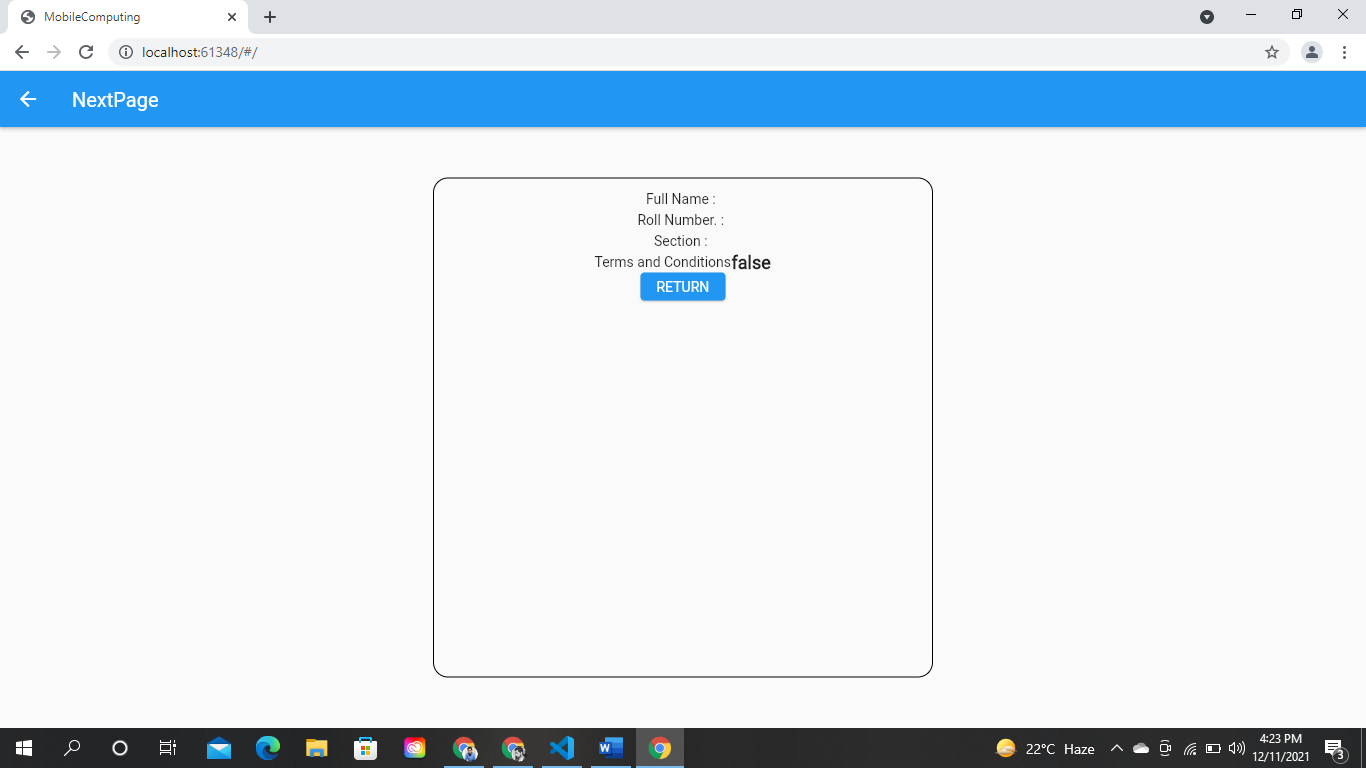 MobileComputing
localhost:61348/#/
NextPage
Full Name :
Roll Number. :
Section :
Terms and Conditionsfalse
RETURN
22°C Haze
4:23 PM
12/11/2021
3